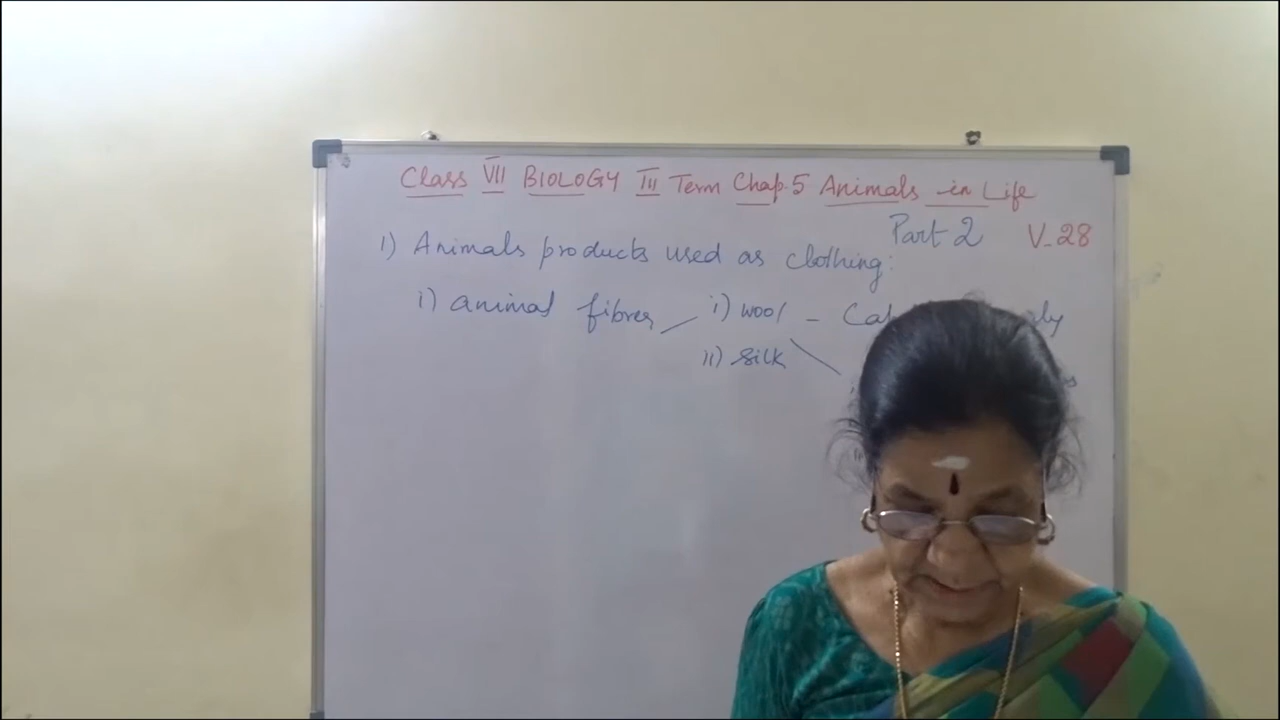 Class VII BIOLOGY III Term Chap.5 Animals in Life
Part 2 V-28
1) Animals products used as clothing:
i) animal fibres i) wool -
ii) silk